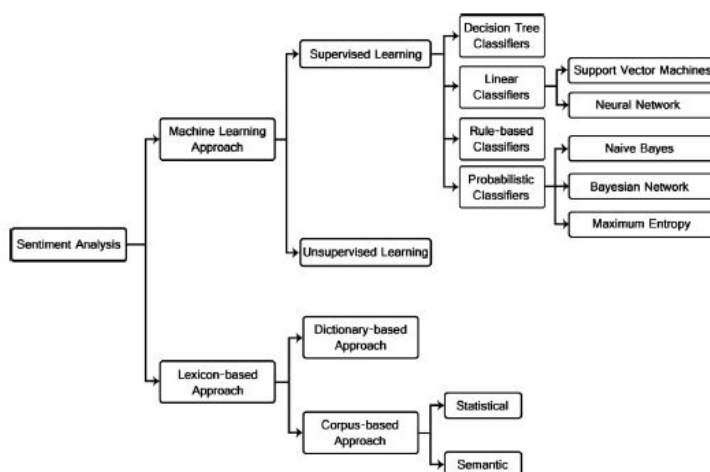 Sentiment Analysis
Machine Learning
Approach
Supervised Learning
Decision Tree
Classifiers
Linear
Classifiers
Support Vector Machines
Neural Network
Rule-based
Classifiers
Probabilistic
Classifiers
Naive Bayes
Bayesian Network
Maximum Entropy
Unsupervised Learning
Lexicon-based
Approach
Dictionary-based
Approach
Corpus-based
Approach
Statistical
Semantic